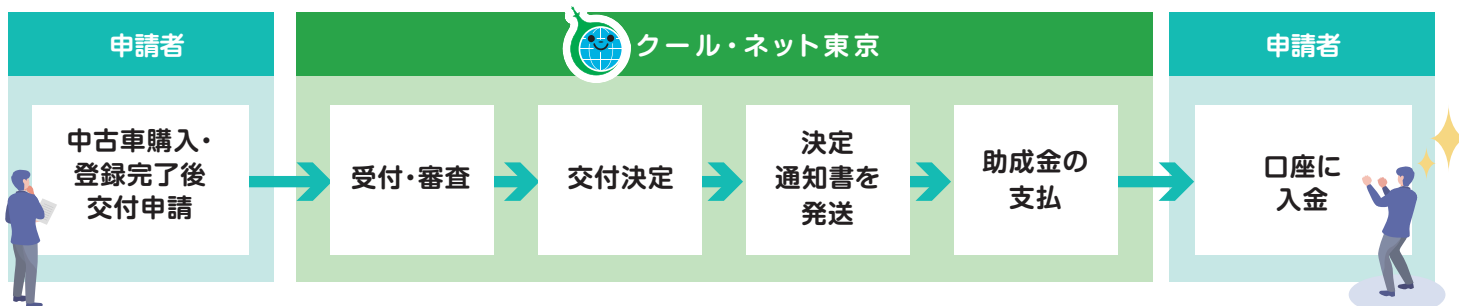 申請者
クール・ネット東京
申請者
中古車購入・
登録完了後
交付申請
受付・審査
交付決定
決定
通知書を
発送
助成金の
支払
口座に
入金